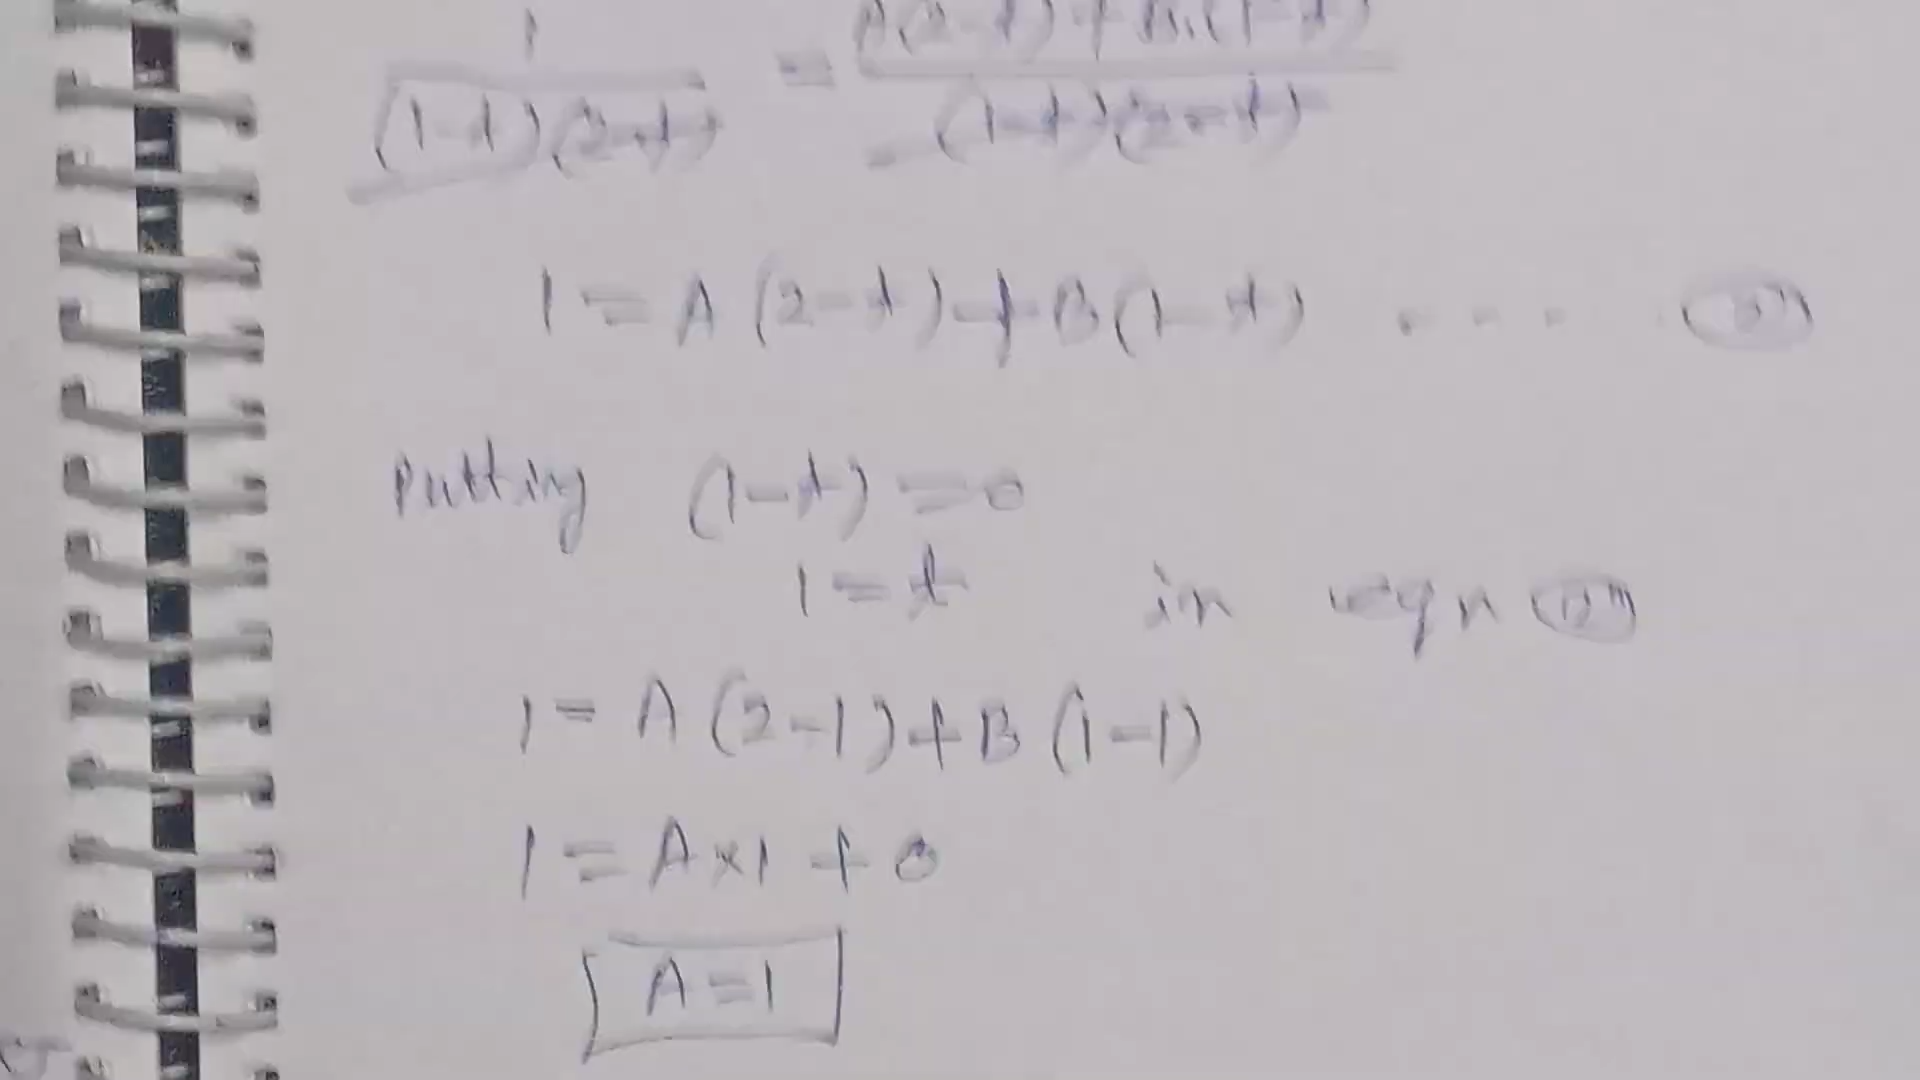 1 = A(2-t) + B(1-t)
(1-t)(2-t) (1-t)(2-t)
1 = A(2-t) + B(1-t) ....
Putting (1-t) = 0
1 = t in eqn
1 = A(2-1) + B(1-1)
1 = A×1 + 0
A = 1